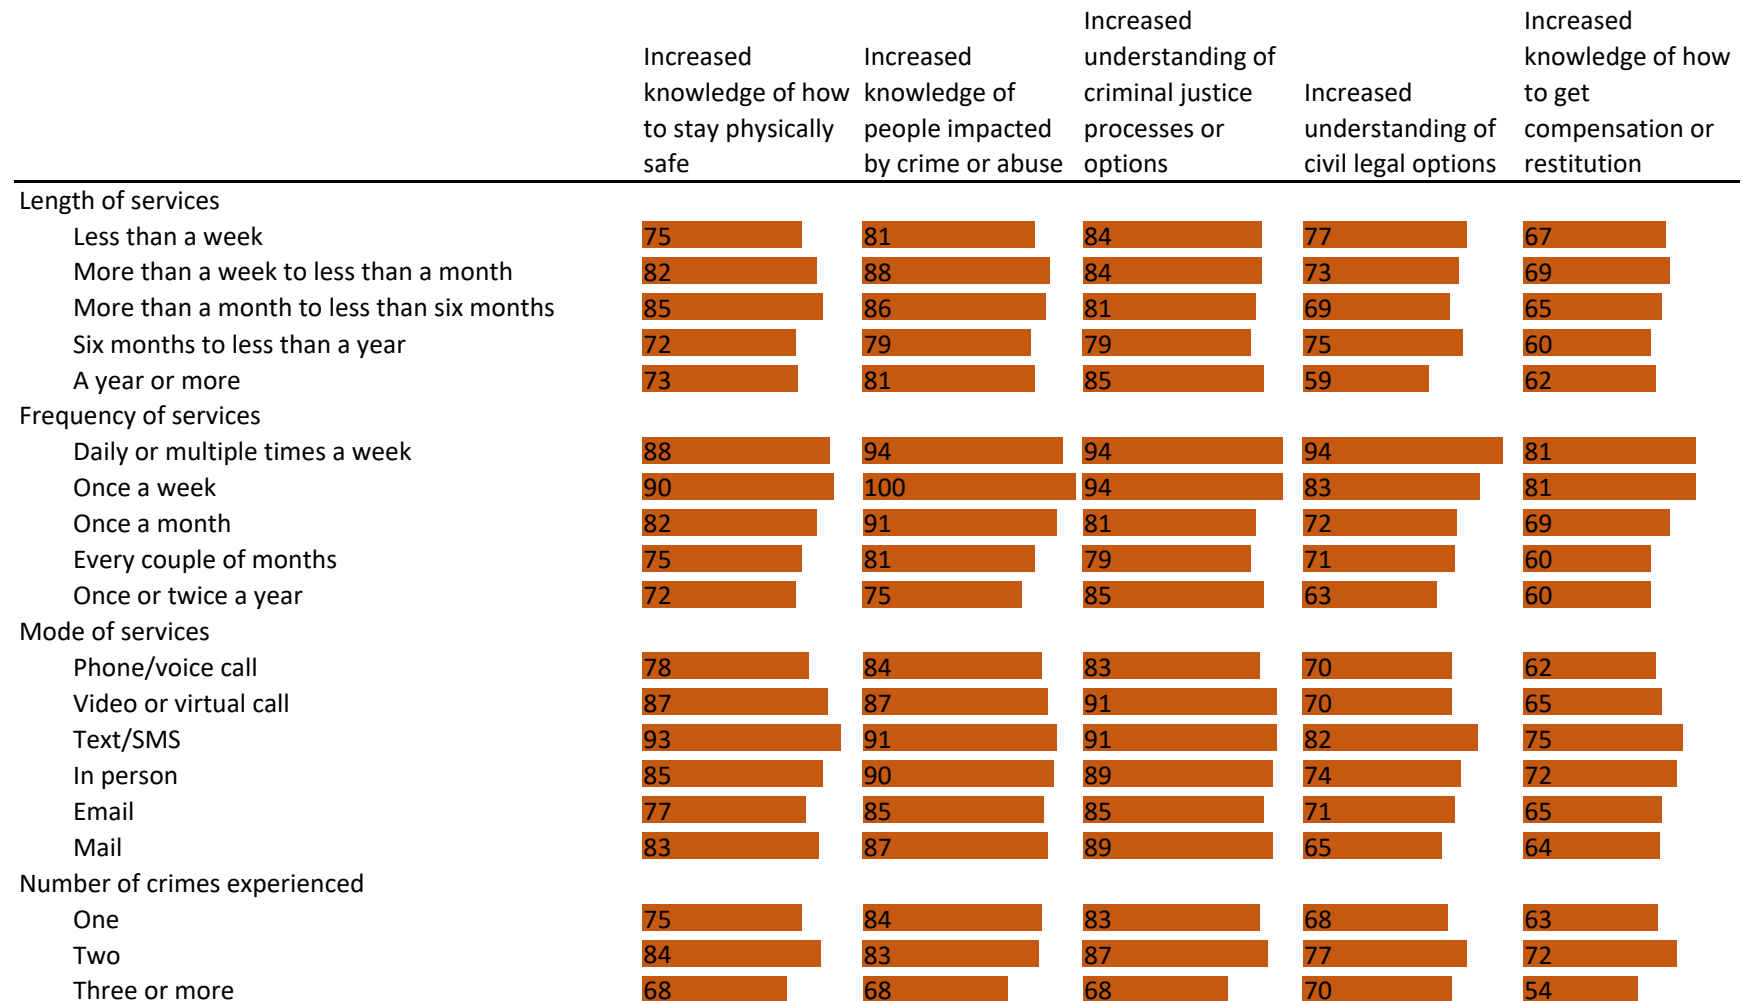 Increased knowledge of how to stay physically safe
Increased knowledge of people impacted by crime or abuse
Increased understanding of criminal justice processes or options
Increased understanding of civil legal options
Increased knowledge of how to get compensation or restitution
Length of services
Less than a week 75 81 84 77 67
More than a week to less than a month 82 88 84 73 69
More than a month to less than six months 85 86 81 69 65
Six months to less than a year 72 79 79 75 60
A year or more 73 81 85 59 62
Frequency of services
Daily or multiple times a week 88 94 94 94 81
Once a week 90 100 94 83 81
Once a month 82 91 81 72 69
Every couple of months 75 81 79 71 60
Once or twice a year 72 75 85 63 60
Mode of services
Phone/voice call 78 84 83 70 62
Video or virtual call 87 87 91 70 65
Text/SMS 93 91 91 82 75
In person 85 90 89 74 72
Email 77 85 85 71 65
Mail 83 87 89 65 64
Number of crimes experienced
One 75 84 83 68 63
Two 84 83 87 77 72
Three or more 68 68 68 70 54